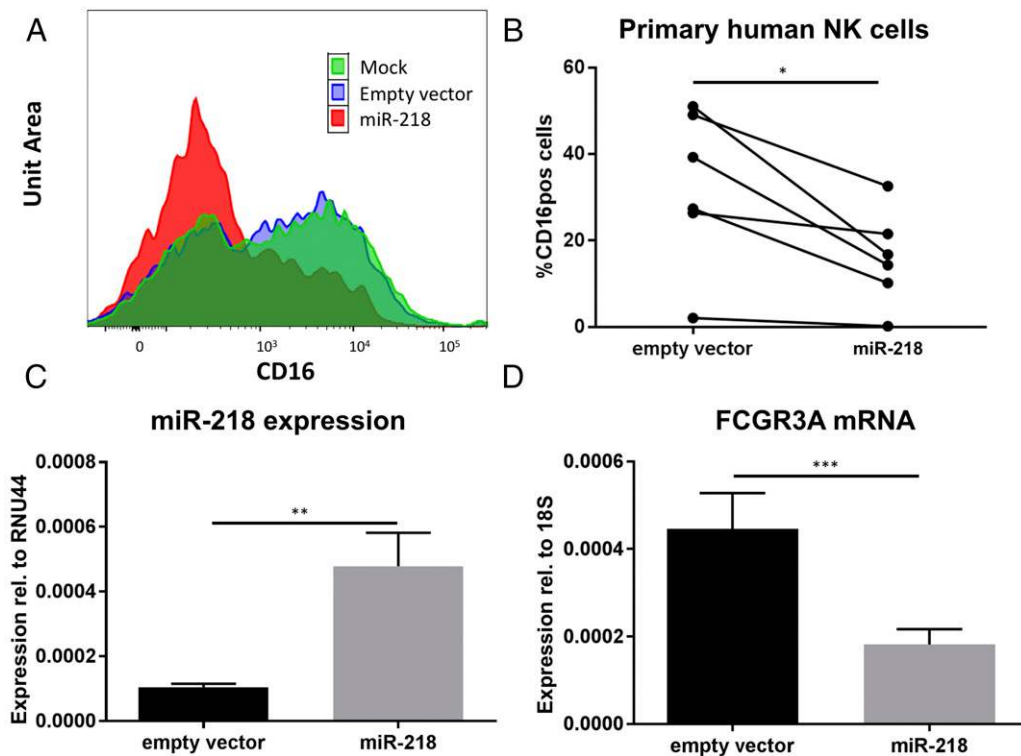 A
Mock
Empty vector
miR-218
Unit Area
0
10³
10⁴
10⁵
CD16
B
Primary human NK cells
*
60
40
20
0
%CD16pos cells
empty vector
miR-218
C
miR-218 expression
**
0.0008
0.0006
0.0004
0.0002
0.0000
Expression rel. to RNU44
empty vector
miR-218
D
FCGR3A mRNA
***
0.0006
0.0004
0.0002
0.0000
Expression rel. to 18S
empty vector
miR-218